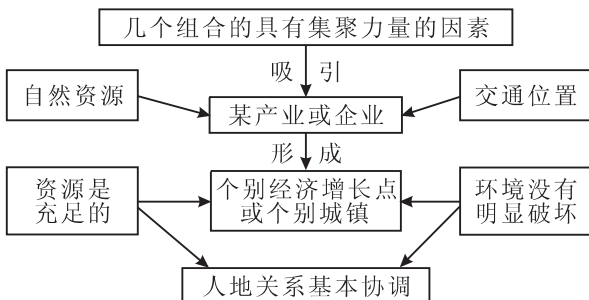 几个组合的具有集聚力量的因素
吸 引
自然资源
某产业或企业
交通位置
形 成
资源是
充足的
个别经济增长点
或个别城镇
环境没有
明显破坏
人地关系基本协调